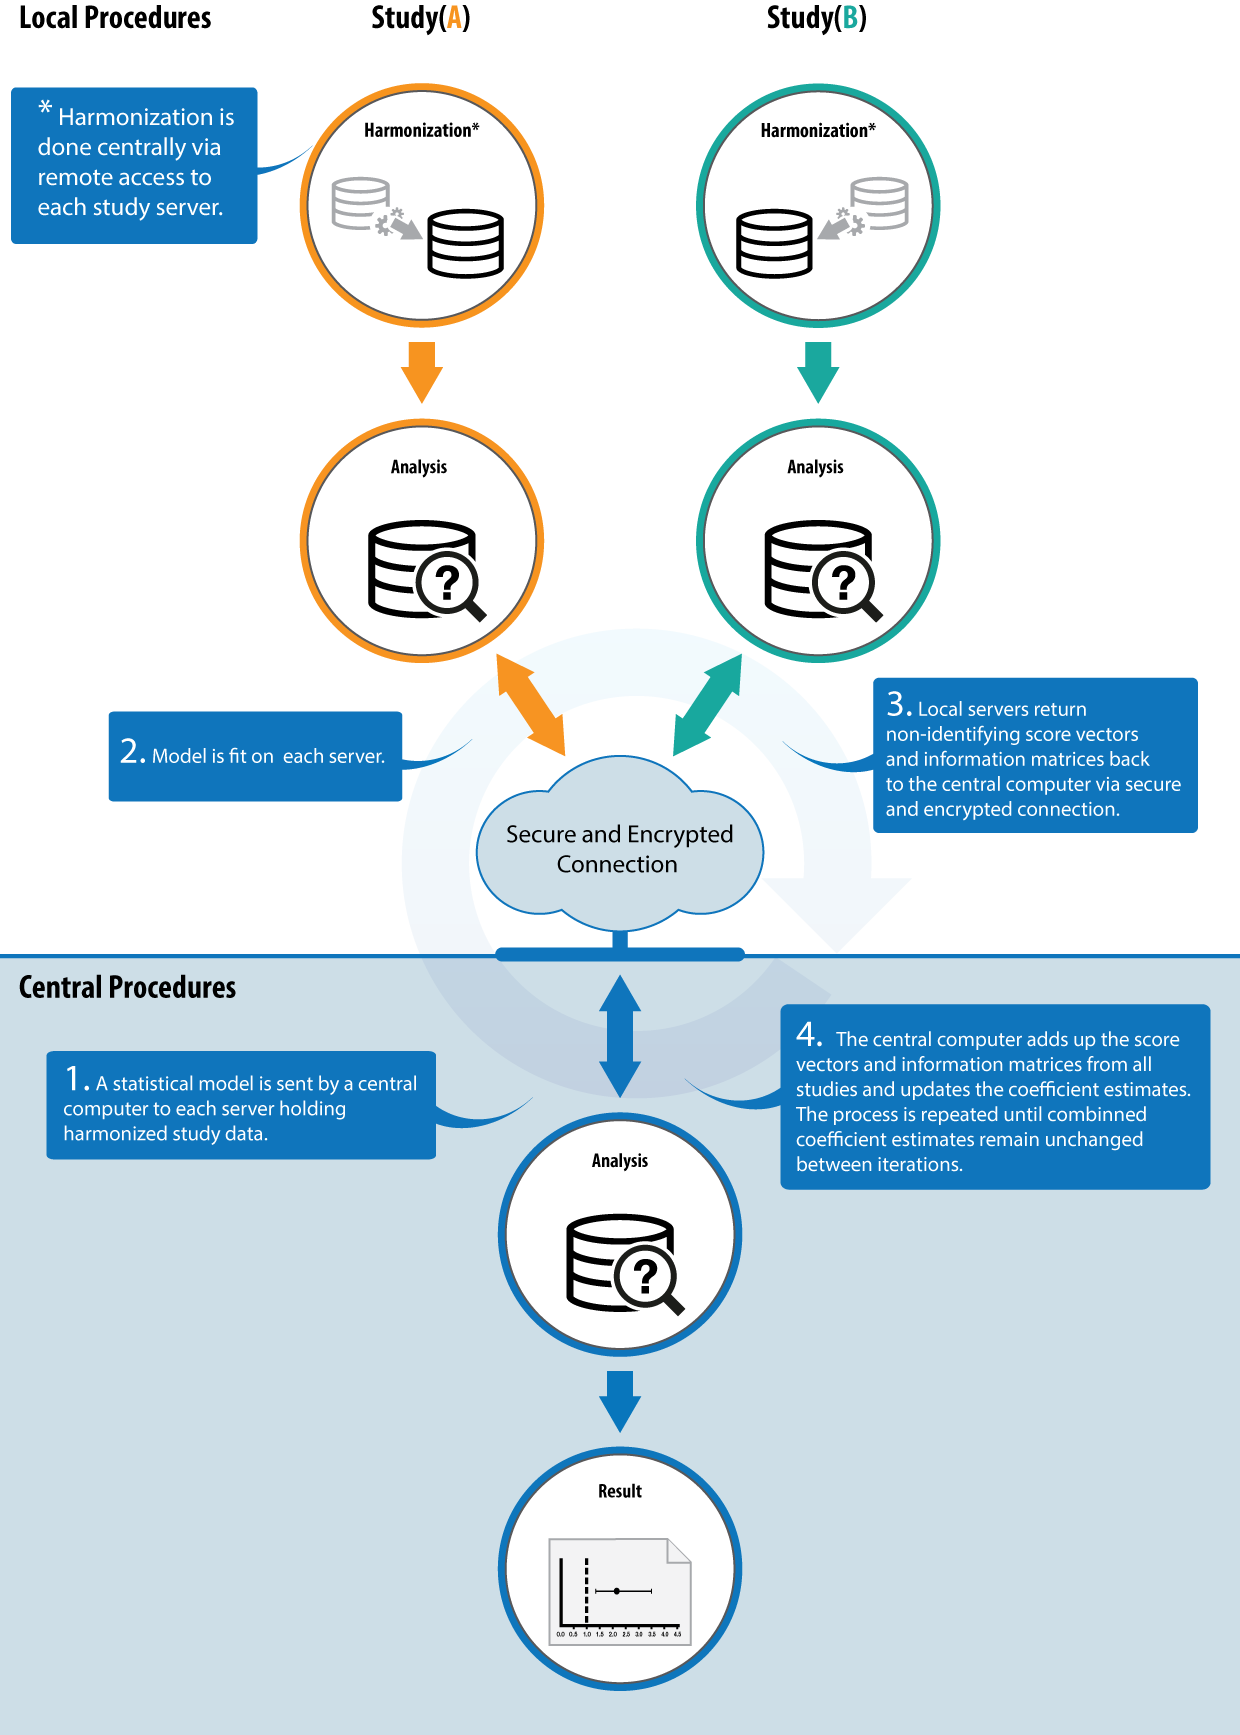 Local Procedures
Study(A)
Study(B)
* Harmonization is
done centrally via
remote access to
each study server.
Harmonization*
Harmonization*
Analysis
Analysis
2. Model is fit on each server.
3. Local servers return
non-identifying score vectors
and information matrices back
to the central computer via secure
and encrypted connection.
Secure and Encrypted
Connection
Central Procedures
1. A statistical model is sent by a central
computer to each server holding
harmonized study data.
4. The central computer adds up the score
vectors and information matrices from all
studies and updates the coefficient estimates.
The process is repeated until combinned
coefficient estimates remain unchanged
between iterations.
Analysis
Result
0.0 0.5 1.0 1.5 2.0 2.5 3.0 3.5 4.0 4.5